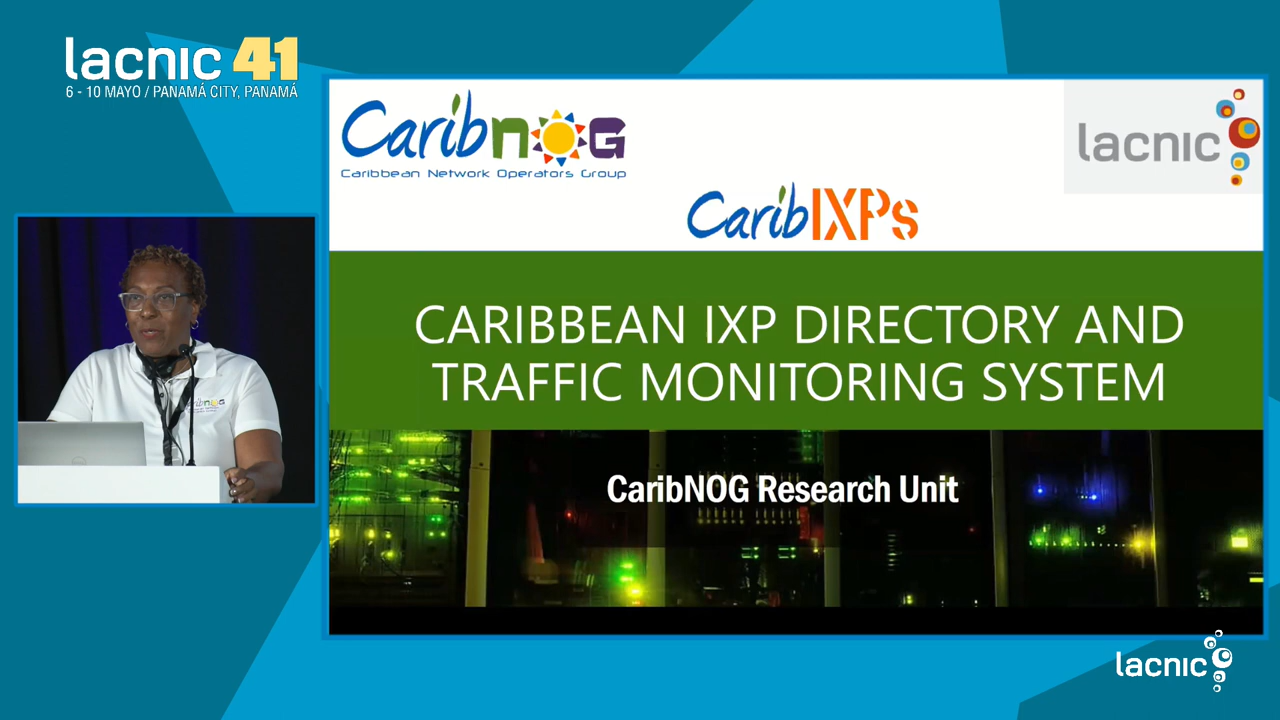 lacnic 41
6 - 10 MAYO / PANAMÁ CITY, PANAMÁ
CaribNOG
Caribbean Network Operators Group
lacnic
CaribIXPs
CARIBBEAN IXP DIRECTORY AND
TRAFFIC MONITORING SYSTEM
CaribNOG Research Unit
ribnOG
lacnic